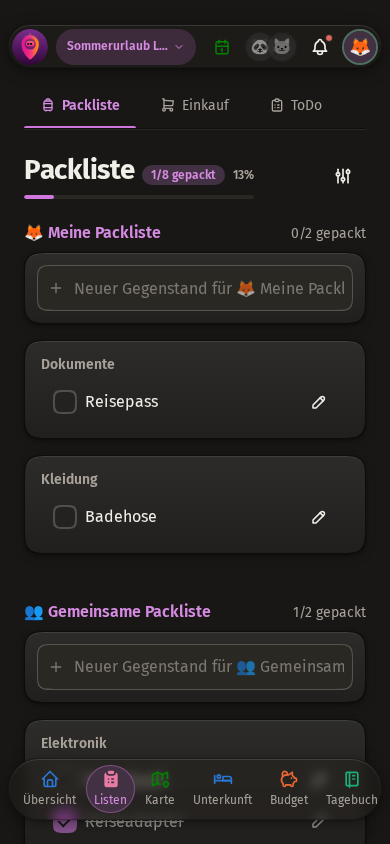 Sommerurlaub L...
Packliste
Einkauf
ToDo
Packliste
1/8 gepackt
13%
🦊 Meine Packliste
0/2 gepackt
+ Neuer Gegenstand für 🦊 Meine Packl
Dokumente
Reisepass
Kleidung
Badehose
👥 Gemeinsame Packliste
1/2 gepackt
+ Neuer Gegenstand für 👥 Gemeinsam
Elektronik
Übersicht
Listen
Karte
Unterkunft
Budget
Tagebuch
Reiseadapter